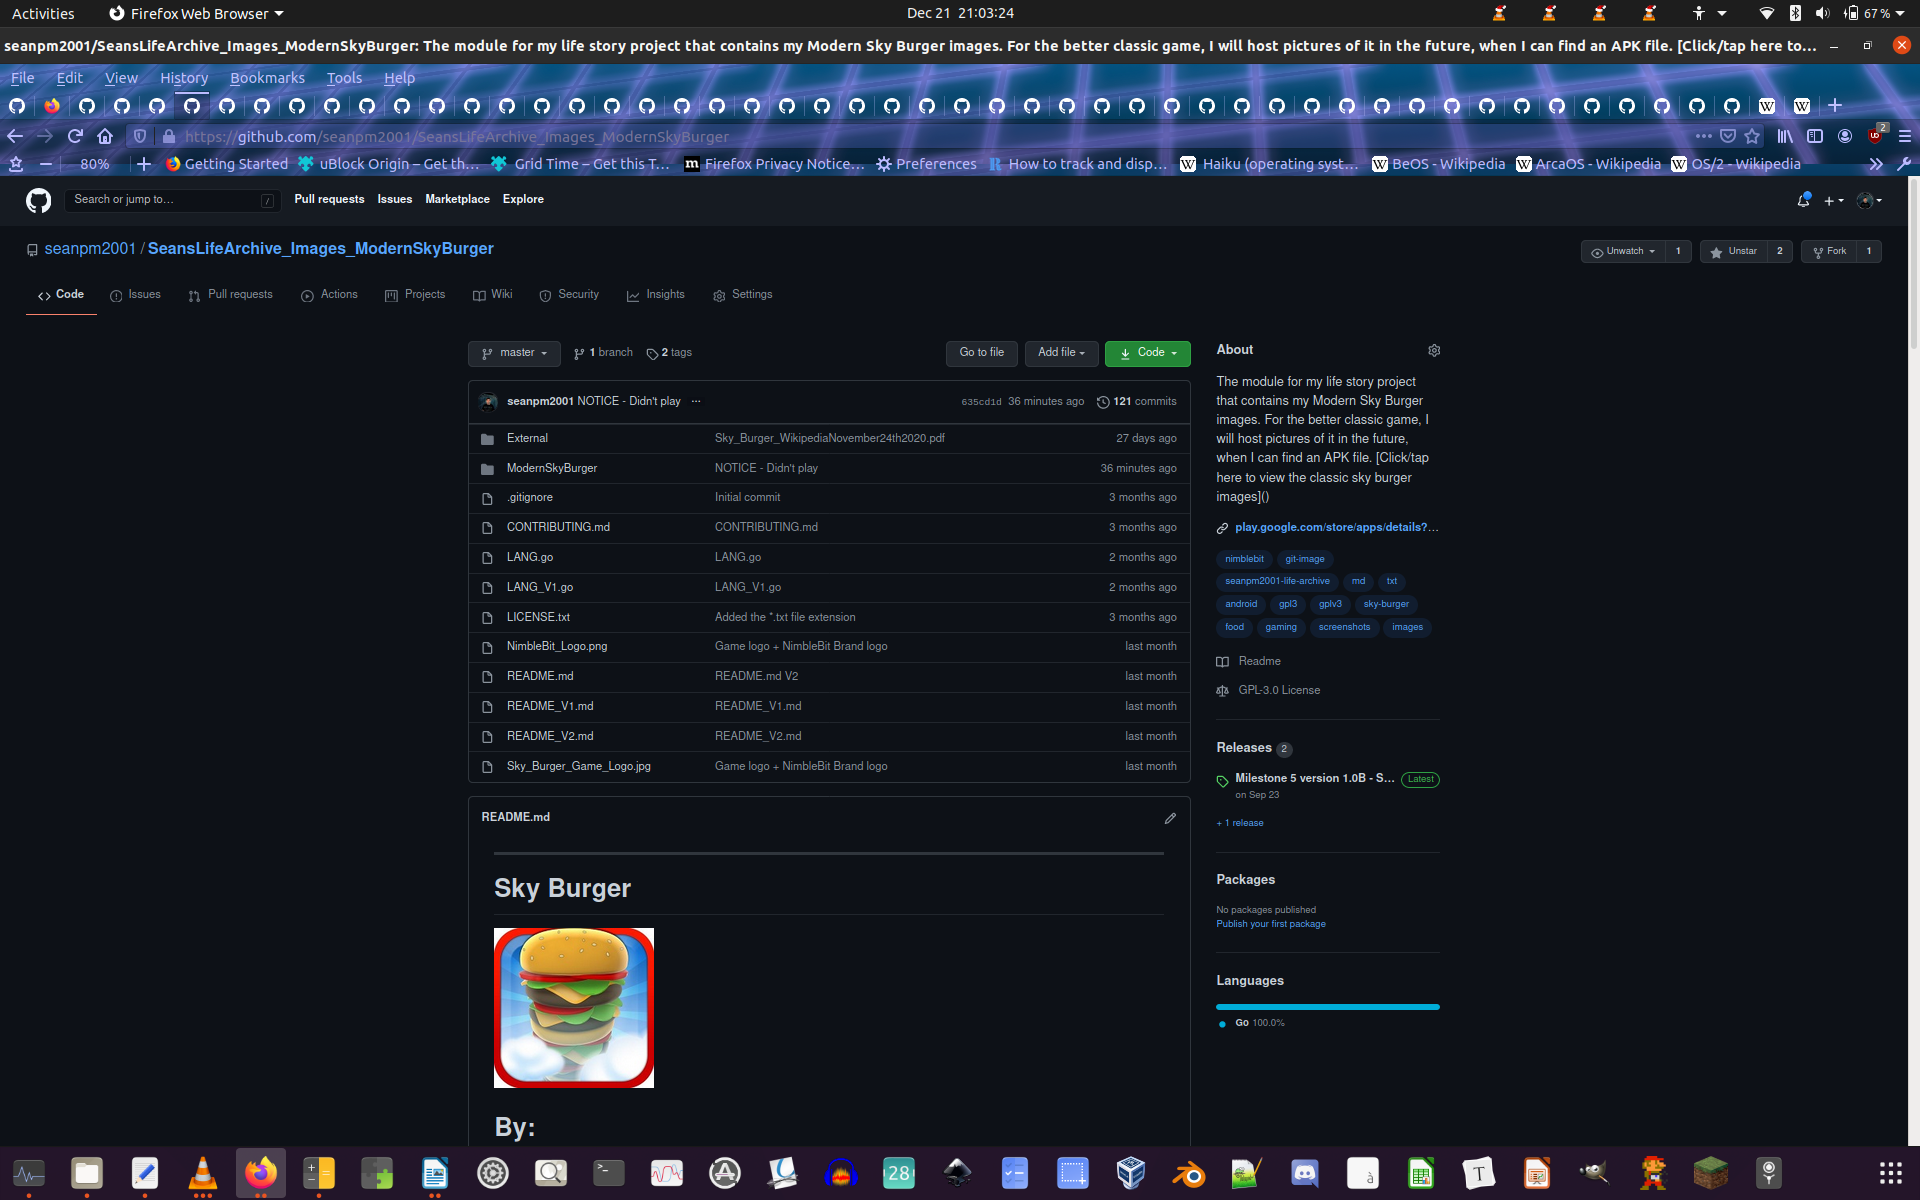 Activities
Firefox Web Browser
Dec 21 21:03:24
67 %
seanpm2001/SeansLifeArchive_Images_ModernSkyBurger: The module for my life story project that contains my Modern Sky Burger images. For the better classic game, I will host pictures of it in the future, when I can find an APK file. [Click/tap here to...
File Edit View History Bookmarks Tools Help
https://github.com/seanpm2001/SeansLifeArchive_Images_ModernSkyBurger
2
80%
Getting Started
uBlock Origin – Get th...
Grid Time – Get this T...
Firefox Privacy Notice...
Preferences
How to track and disp...
Haiku (operating syst...
BeOS - Wikipedia
ArcaOS - Wikipedia
OS/2 - Wikipedia
Search or jump to...
/
Pull requests Issues Marketplace Explore
seanpm2001 / SeansLifeArchive_Images_ModernSkyBurger
Unwatch 1
Unstar 2
Fork 1
Code Issues Pull requests Actions Projects Wiki Security Insights Settings
master 1 branch 2 tags
Go to file Add file Code
seanpm2001 NOTICE - Didn't play ... 635cd1d 36 minutes ago 121 commits
External Sky_Burger_WikipediaNovember24th2020.pdf 27 days ago
ModernSkyBurger NOTICE - Didn't play 36 minutes ago
.gitignore Initial commit 3 months ago
CONTRIBUTING.md CONTRIBUTING.md 3 months ago
LANG.go LANG.go 2 months ago
LANG_V1.go LANG_V1.go 2 months ago
LICENSE.txt Added the *.txt file extension 3 months ago
NimbleBit_Logo.png Game logo + NimbleBit Brand logo last month
README.md README.md V2 last month
README_V1.md README_V1.md last month
README_V2.md README_V2.md last month
Sky_Burger_Game_Logo.jpg Game logo + NimbleBit Brand logo last month
README.md
Sky Burger
By:
About
The module for my life story project
that contains my Modern Sky Burger
images. For the better classic game, I
will host pictures of it in the future,
when I can find an APK file. [Click/tap
here to view the classic sky burger
images]()
play.google.com/store/apps/details?...
nimblebit git-image
seanpm2001-life-archive md txt
android gpl3 gplv3 sky-burger
food gaming screenshots images
Readme
GPL-3.0 License
Releases 2
Milestone 5 version 1.0B - S... Latest
on Sep 23
+ 1 release
Packages
No packages published
Publish your first package
Languages
Go 100.0%
28